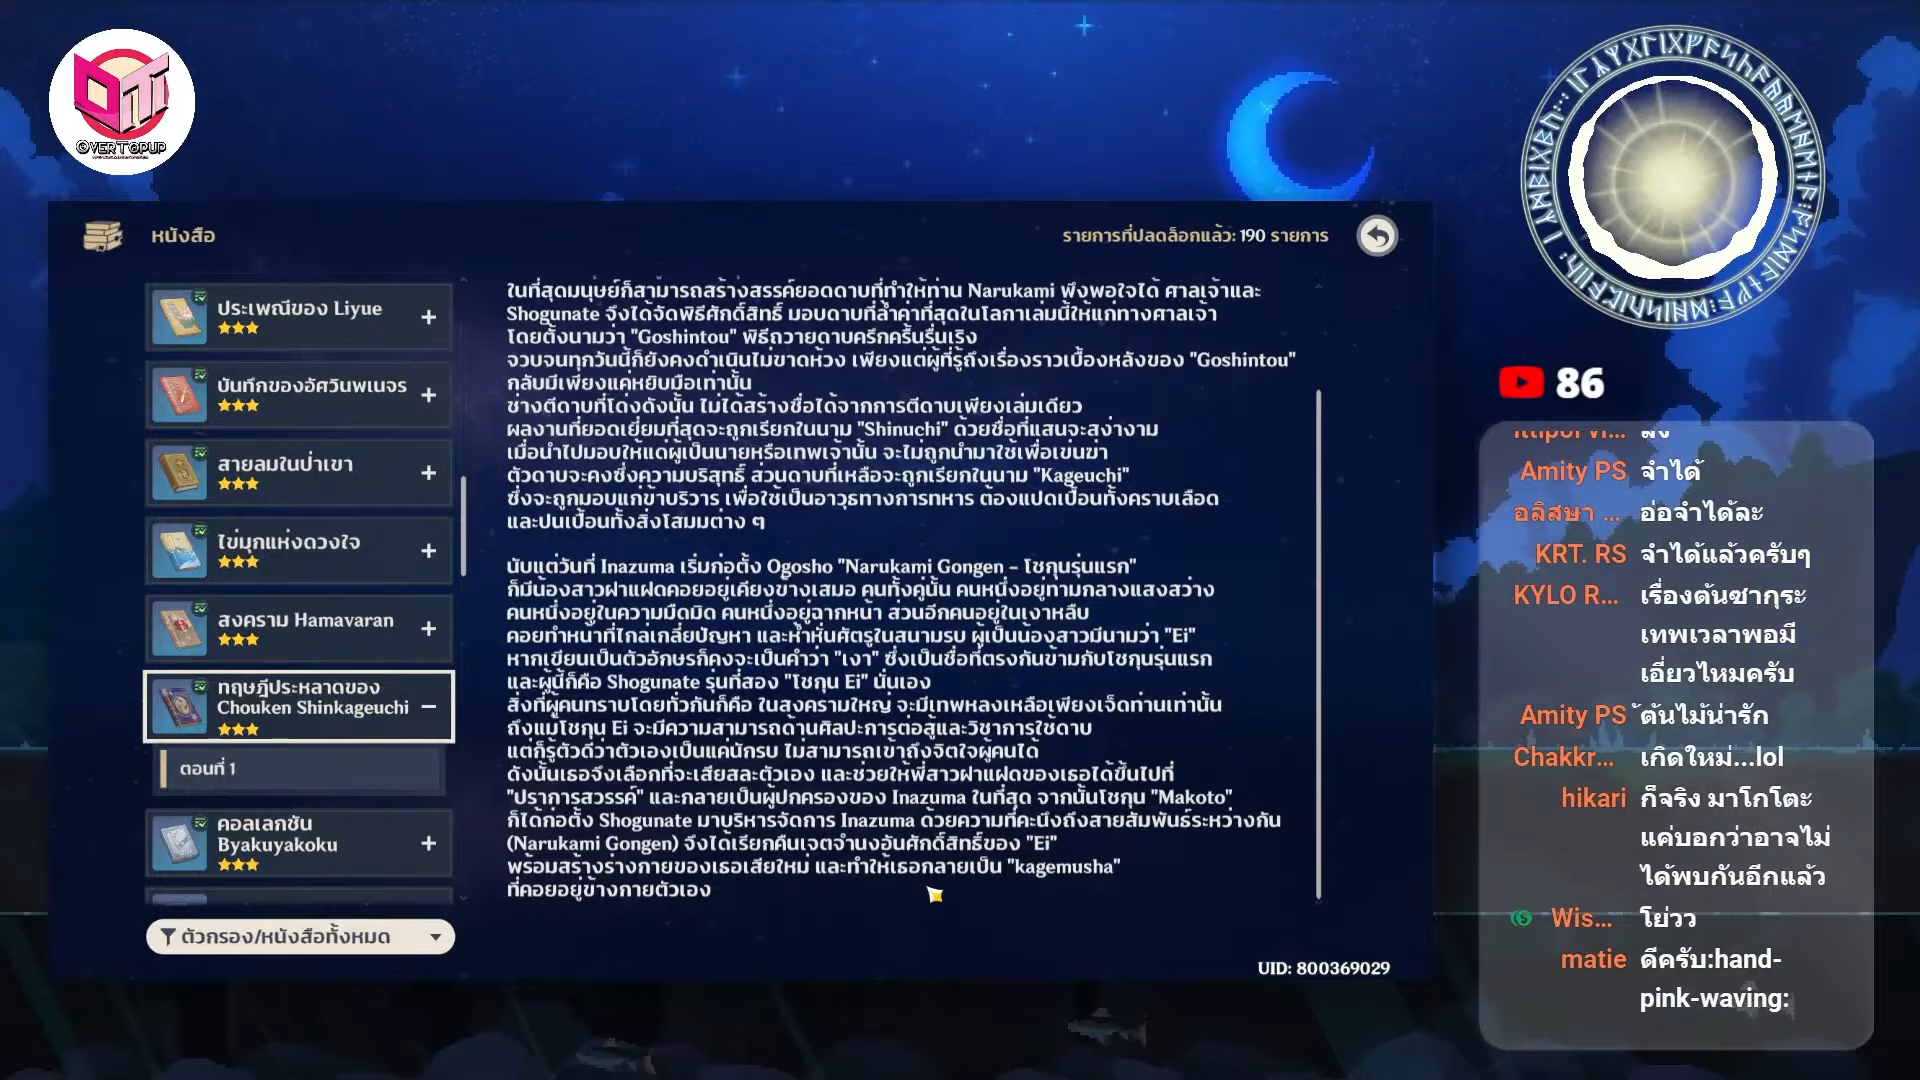 OVERTOPUP
หนังสือ
รายการที่ปลดล็อกแล้ว: 190 รายการ
ประเพณีของ Liyue
บันทึกของอัศวินพเนจร
สายลมในป่าเขา
ไข่มุกแห่งดวงใจ
สงคราม Hamavaran
ทฤษฎีประหลาดของ
Chouken Shinkageuchi
ตอนที่ 1
คอลเลกชัน
Byakuyakoku
ตัวกรอง/หนังสือทั้งหมด
ในที่สุดมนุษย์ก็สามารถสร้างสรรค์ยอดดาบที่ทำให้ท่าน Narukami พึงพอใจได้ ศาลเจ้าและ
Shogunate จึงได้จัดพิธีศักดิ์สิทธิ์ มอบดาบที่ล้ำค่าที่สุดในโลกาเล่มนี้ให้แก่ทางศาลเจ้า
โดยตั้งนามว่า "Goshintou" พิธีถวายดาบครึกครื้นรื่นเริง
จวบจนทุกวันนี้ก็ยังคงดำเนินไม่ขาดห้วง เพียงแต่ผู้ที่รู้ถึงเรื่องราวเบื้องหลังของ "Goshintou"
กลับมีเพียงแค่หยิบมือเท่านั้น
ช่างตีดาบที่โด่งดังนั้น ไม่ได้สร้างชื่อได้จากการตีดาบเพียงเล่มเดียว
ผลงานที่ยอดเยี่ยมที่สุดจะถูกเรียกในนาม "Shinuchi" ด้วยชื่อที่แสนจะสง่างาม
เมื่อนำไปมอบให้แด่ผู้เป็นนายหรือเทพเจ้านั้น จะไม่ถูกนำมาใช้เพื่อเข่นฆ่า
ตัวดาบจะคงซึ่งความบริสุทธิ์ ส่วนดาบที่เหลือจะถูกเรียกในนาม "Kageuchi"
ซึ่งจะถูกมอบแก่ข้าบริวาร เพื่อใช้เป็นอาวุธทางการทหาร ต้องแปดเปื้อนทั้งคราบเลือด
และปนเปื้อนทั้งสิ่งโสมมต่าง ๆ
นับแต่วันที่ Inazuma เริ่มก่อตั้ง Ogosho "Narukami Gongen – โชกุนรุ่นแรก"
ก็มีน้องสาวฝาแฝดคอยอยู่เคียงข้างเสมอ คนทั้งคู่นั้น คนหนึ่งอยู่ท่ามกลางแสงสว่าง
คนหนึ่งอยู่ในความมืดมิด คนหนึ่งอยู่ฉากหน้า ส่วนอีกคนอยู่ในเงาหลืบ
คอยทำหน้าที่ไกล่เกลี่ยปัญหา และห้ำหั่นศัตรูในสนามรบ ผู้เป็นน้องสาวมีนามว่า "Ei"
หากเขียนเป็นตัวอักษรก็คงจะเป็นคำว่า "เงา" ซึ่งเป็นชื่อที่ตรงกันข้ามกับโชกุนรุ่นแรก
และผู้นี้ก็คือ Shogunate รุ่นที่สอง "โชกุน Ei" นั่นเอง
สิ่งที่ผู้คนทราบโดยทั่วกันก็คือ ในสงครามใหญ่ จะมีเทพหลงเหลือเพียงเจ็ดท่านเท่านั้น
ถึงแม้โชกุน Ei จะมีความสามารถด้านศิลปะการต่อสู้และวิชาการใช้ดาบ
แต่ก็รู้ตัวดีว่าตัวเองเป็นแค่นักรบ ไม่สามารถเข้าถึงจิตใจผู้คนได้
ดังนั้นเธอจึงเลือกที่จะเสียสละตัวเอง และช่วยให้พี่สาวฝาแฝดของเธอได้ขึ้นไปที่
"ปราการสวรรค์" และกลายเป็นผู้ปกครองของ Inazuma ในที่สุด จากนั้นโชกุน "Makoto"
ก็ได้ก่อตั้ง Shogunate มาบริหารจัดการ Inazuma ด้วยความที่คะนึงถึงสายสัมพันธ์ระหว่างกัน
(Narukami Gongen) จึงได้เรียกคืนเจตจำนงอันศักดิ์สิทธิ์ของ "Ei"
พร้อมสร้างร่างกายของเธอเสียใหม่ และทำให้เธอกลายเป็น "kagemusha"
ที่คอยอยู่ข้างกายตัวเอง
UID: 800369029
86
Amity PS จำได้
อลิสษา ... อ่อจำได้ละ
KRT. RS จำได้แล้วครับๆ
KYLO R... เรื่องต้นซากุระ
เทพเวลาพอมี
เอี่ยวไหมครับ
Amity PS ต้นไม้น่ารัก
Chakkr... เกิดใหม่...lol
hikari ก็จริง มาโกโตะ
แค่บอกว่าอาจไม่
ได้พบกันอีกแล้ว
Wis... โย่วว
matie ดีครับ:hand-
pink-waving: